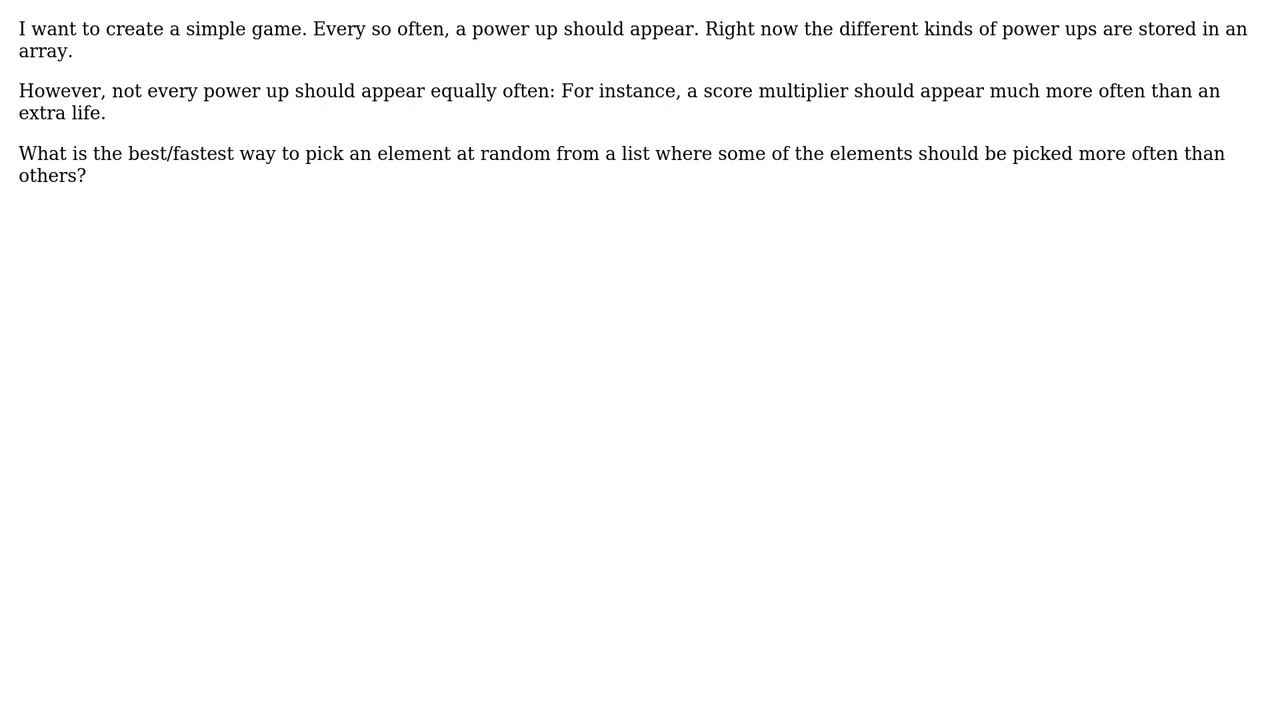 I want to create a simple game. Every so often, a power up should appear. Right now the different kinds of power ups are stored in an
array.
However, not every power up should appear equally often: For instance, a score multiplier should appear much more often than an
extra life.
What is the best/fastest way to pick an element at random from a list where some of the elements should be picked more often than
others?